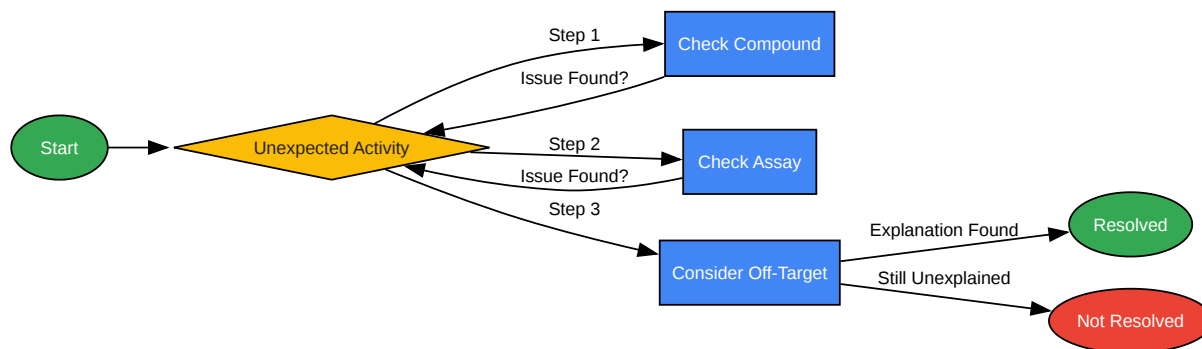 Start
Unexpected Activity
Step 1
Check Compound
Issue Found?
Step 2
Check Assay
Issue Found?
Step 3
Consider Off-Target
Explanation Found
Resolved
Still Unexplained
Not Resolved